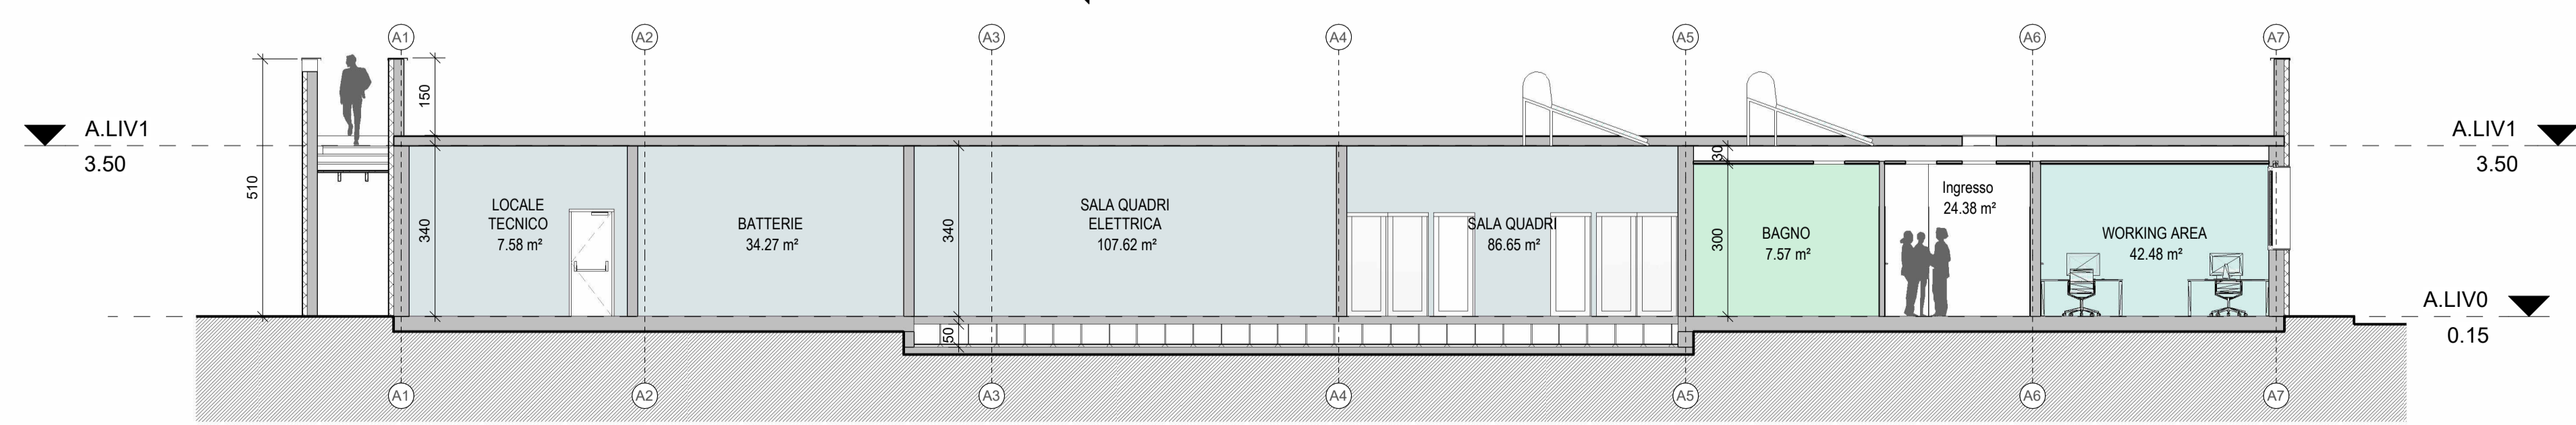 A1
A2
A3
A4
A5
A6
A7
A.LIV1
3.50
510
150
340
LOCALE
TECNICO
7.58 m²
BATTERIE
34.27 m²
340
50
SALA QUADRI
ELETTRICA
107.62 m²
SALA QUADRI
86.65 m²
30
300
BAGNO
7.57 m²
Ingresso
24.38 m²
WORKING AREA
42.48 m²
A.LIV1
3.50
A.LIV0
0.15
A1
A2
A3
A4
A5
A6
A7